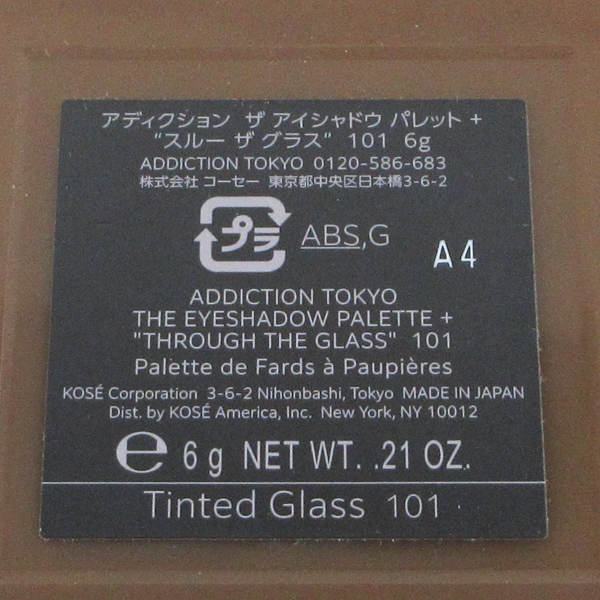 アディクション ザ アイシャドウ パレット +
“スルー ザ グラス” 101 6g
ADDICTION TOKYO 0120-586-683
株式会社 コーセー 東京都中央区日本橋3-6-2
プラ ABS,G
A4
ADDICTION TOKYO
THE EYESHADOW PALETTE +
"THROUGH THE GLASS" 101
Palette de Fards à Paupières
KOSÉ Corporation 3-6-2 Nihonbashi, Tokyo MADE IN JAPAN
Dist. by KOSÉ America, Inc. New York, NY 10012
℮ 6 g NET WT. .21 OZ.
Tinted Glass 101